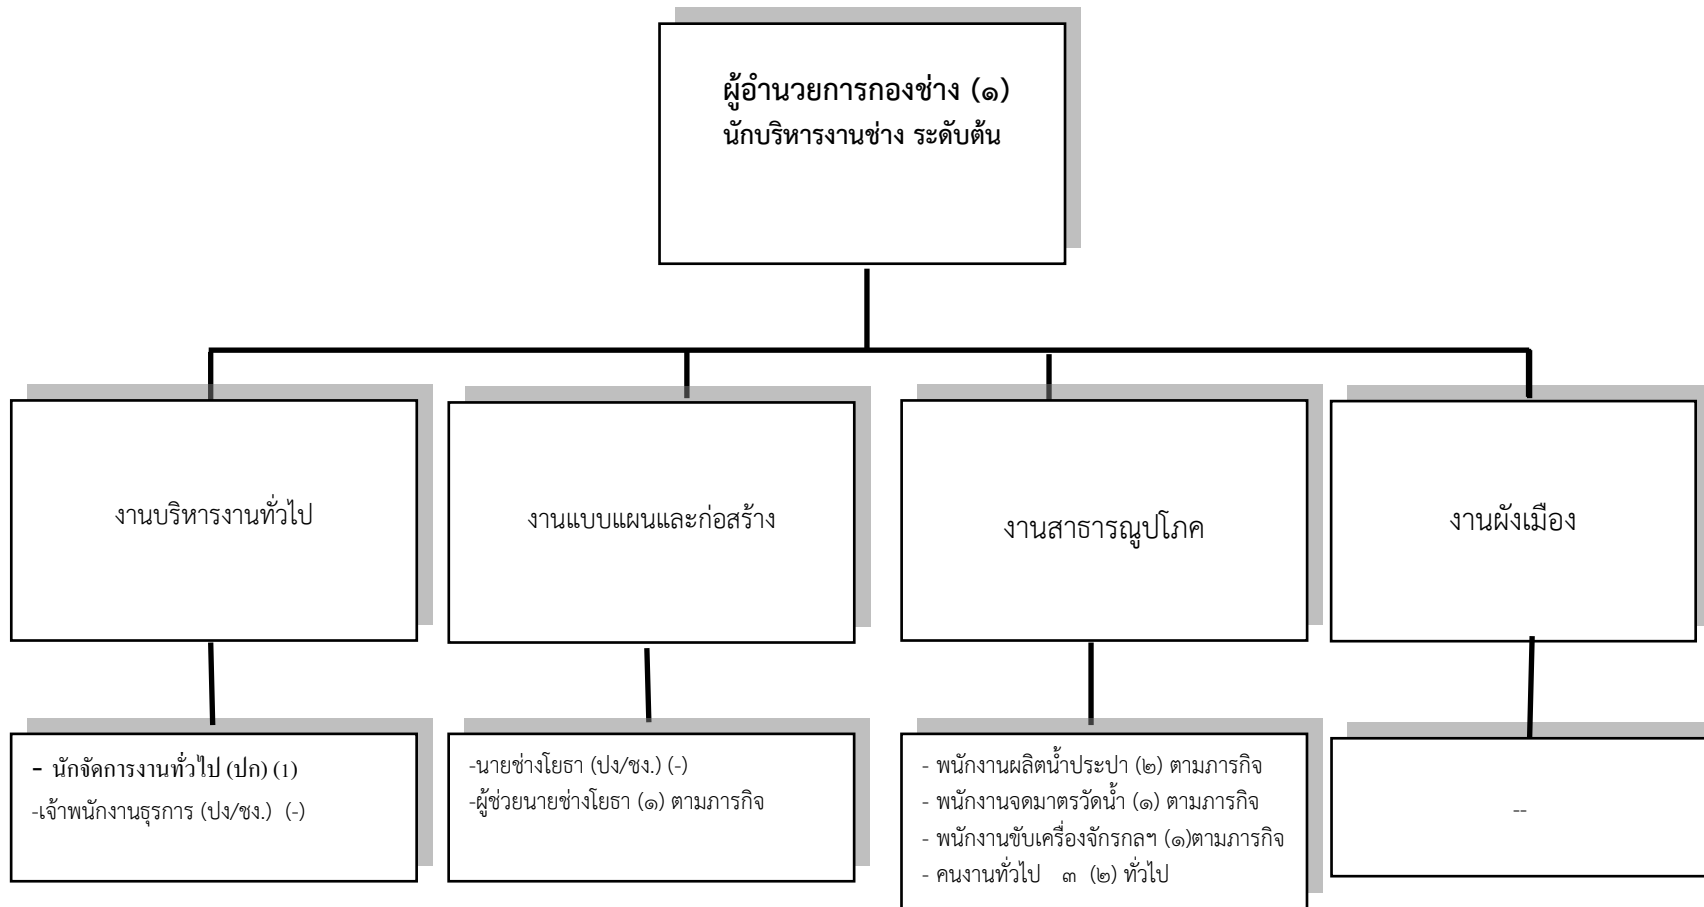 ผู้อำนวยการกองช่าง (๑)
นักบริหารงานช่าง ระดับต้น
งานบริหารงานทั่วไป
งานแบบแผนและก่อสร้าง
งานสาธารณูปโภค
งานผังเมือง
- นักจัดการงานทั่วไป (ปก) (1)
-เจ้าพนักงานธุรการ (ปง/ชง.) (-)
-นายช่างโยธา (ปง/ชง.) (-)
-ผู้ช่วยนายช่างโยธา (๑) ตามภารกิจ
- พนักงานผลิตน้ำประปา (๒) ตามภารกิจ
- พนักงานจดมาตรวัดน้ำ (๑) ตามภารกิจ
- พนักงานขับเครื่องจักรกลฯ (๑)ตามภารกิจ
- คนงานทั่วไป ๓ (๒) ทั่วไป
--